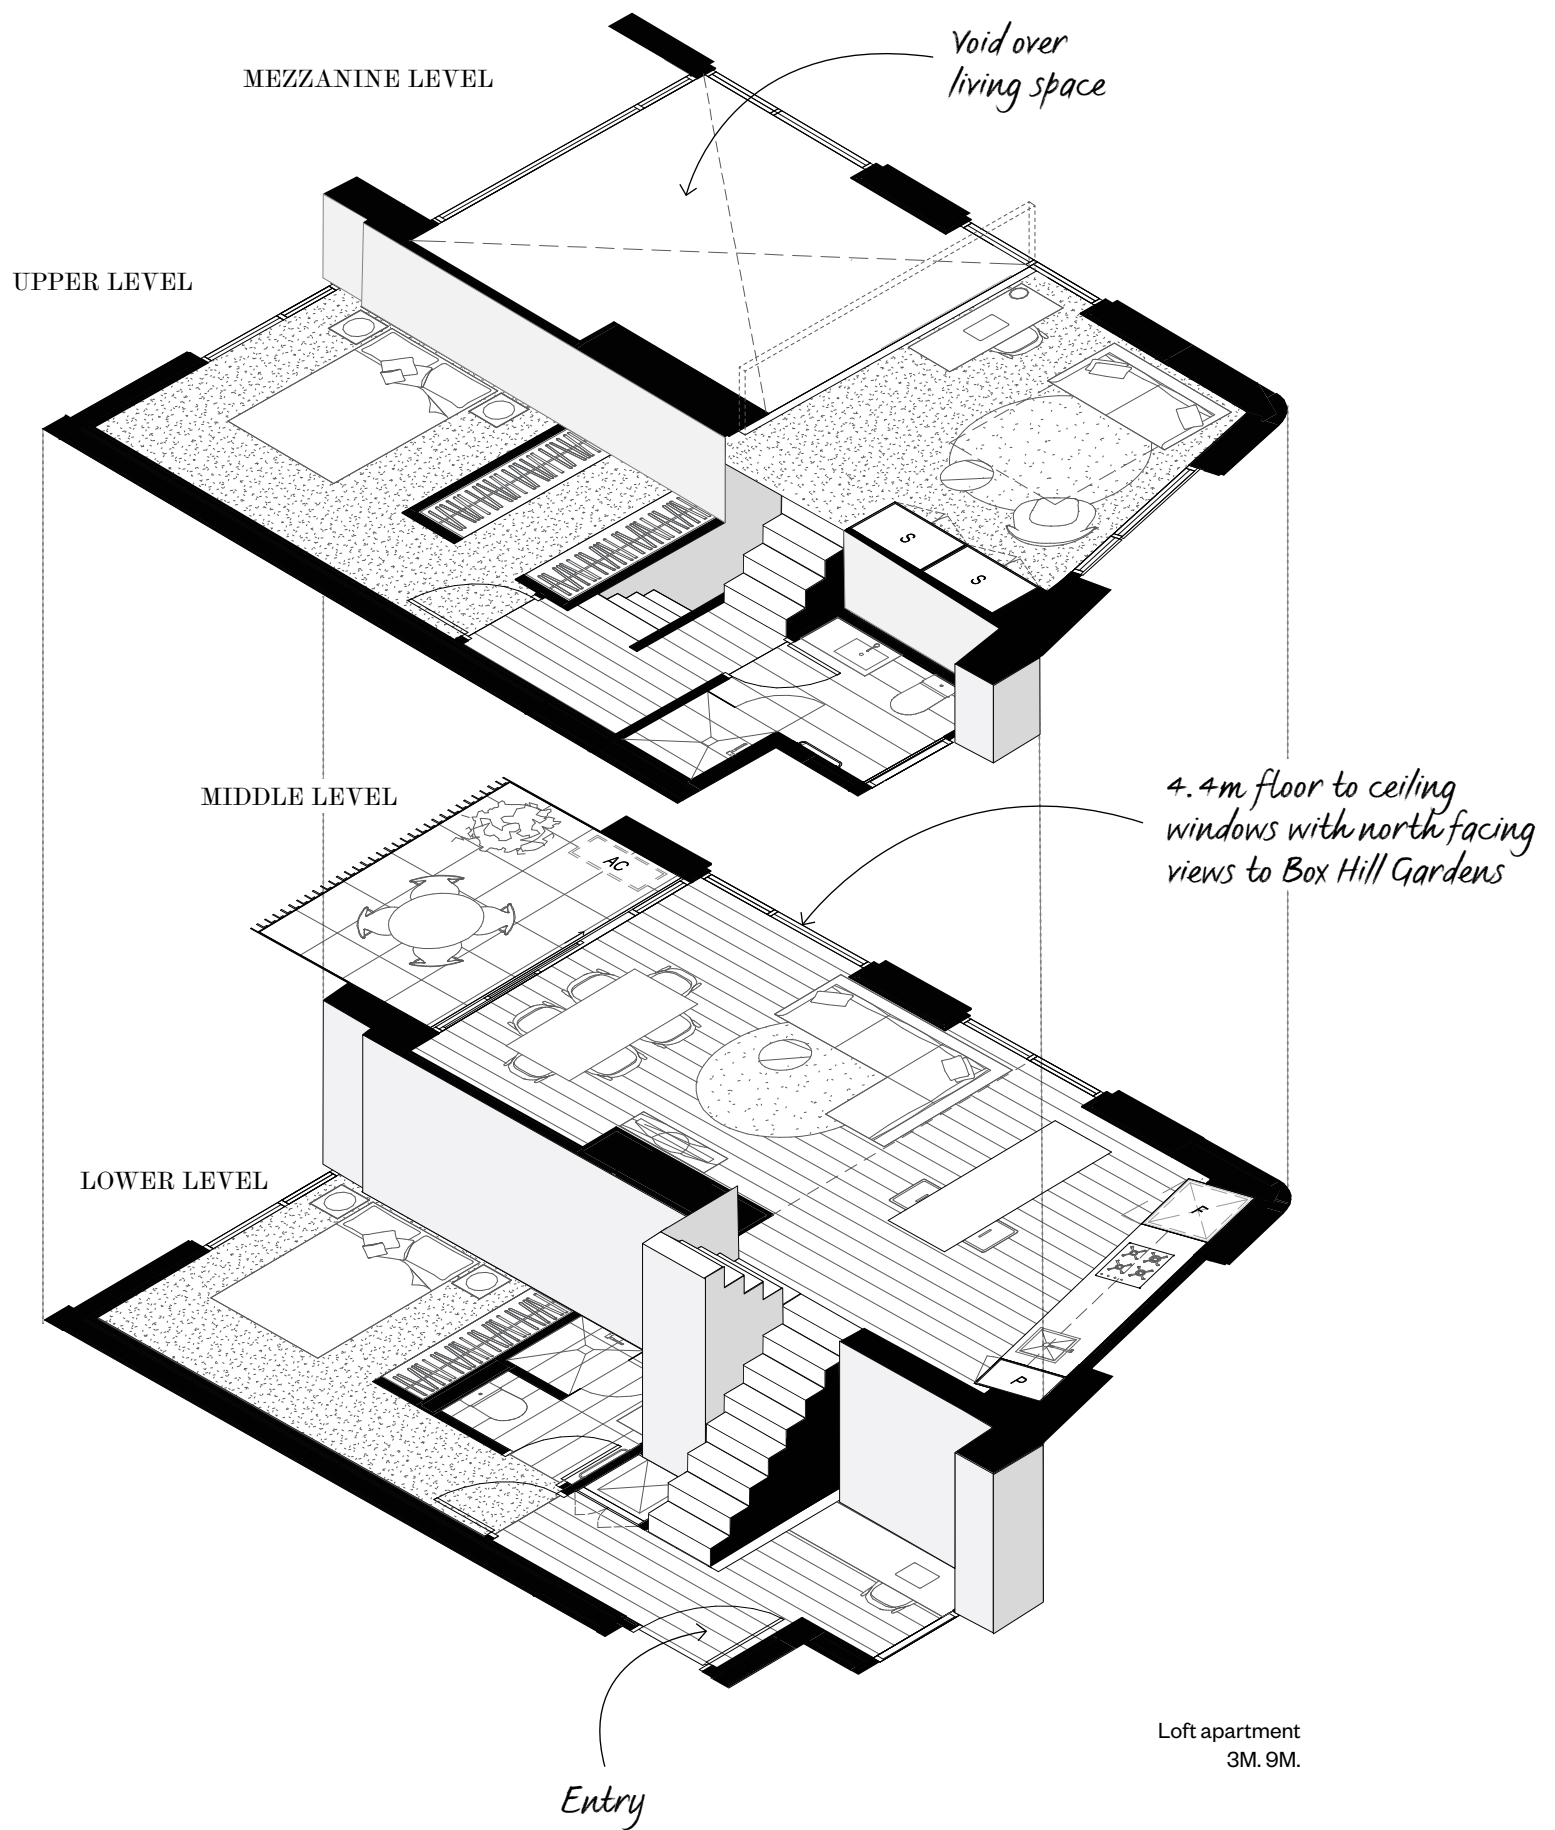 Void over
living space
MEZZANINE LEVEL
UPPER LEVEL
S
S
MIDDLE LEVEL
4.4m floor to ceiling
windows with north facing
views to Box Hill Gardens
AC
LOWER LEVEL
F
P
Loft apartment
3M. 9M.
Entry